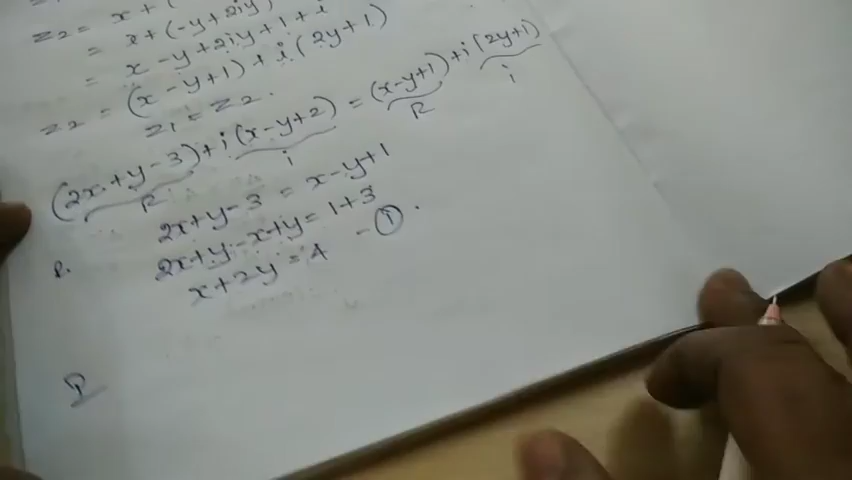 z2 = x + (
= x + (-y + 2iy)
= x - y + 2iy + 1 + i
z2 = (x - y + 1) + i (2y + 1)
z1 = z2.
(2x + y - 3) + i (x - y + 2) = (x - y + 1) + i (2y + 1)
R i R i
R. 2x + y - 3 = x - y + 1
2x + y - x + y = 1 + 3
x + 2y = 4 - ①.